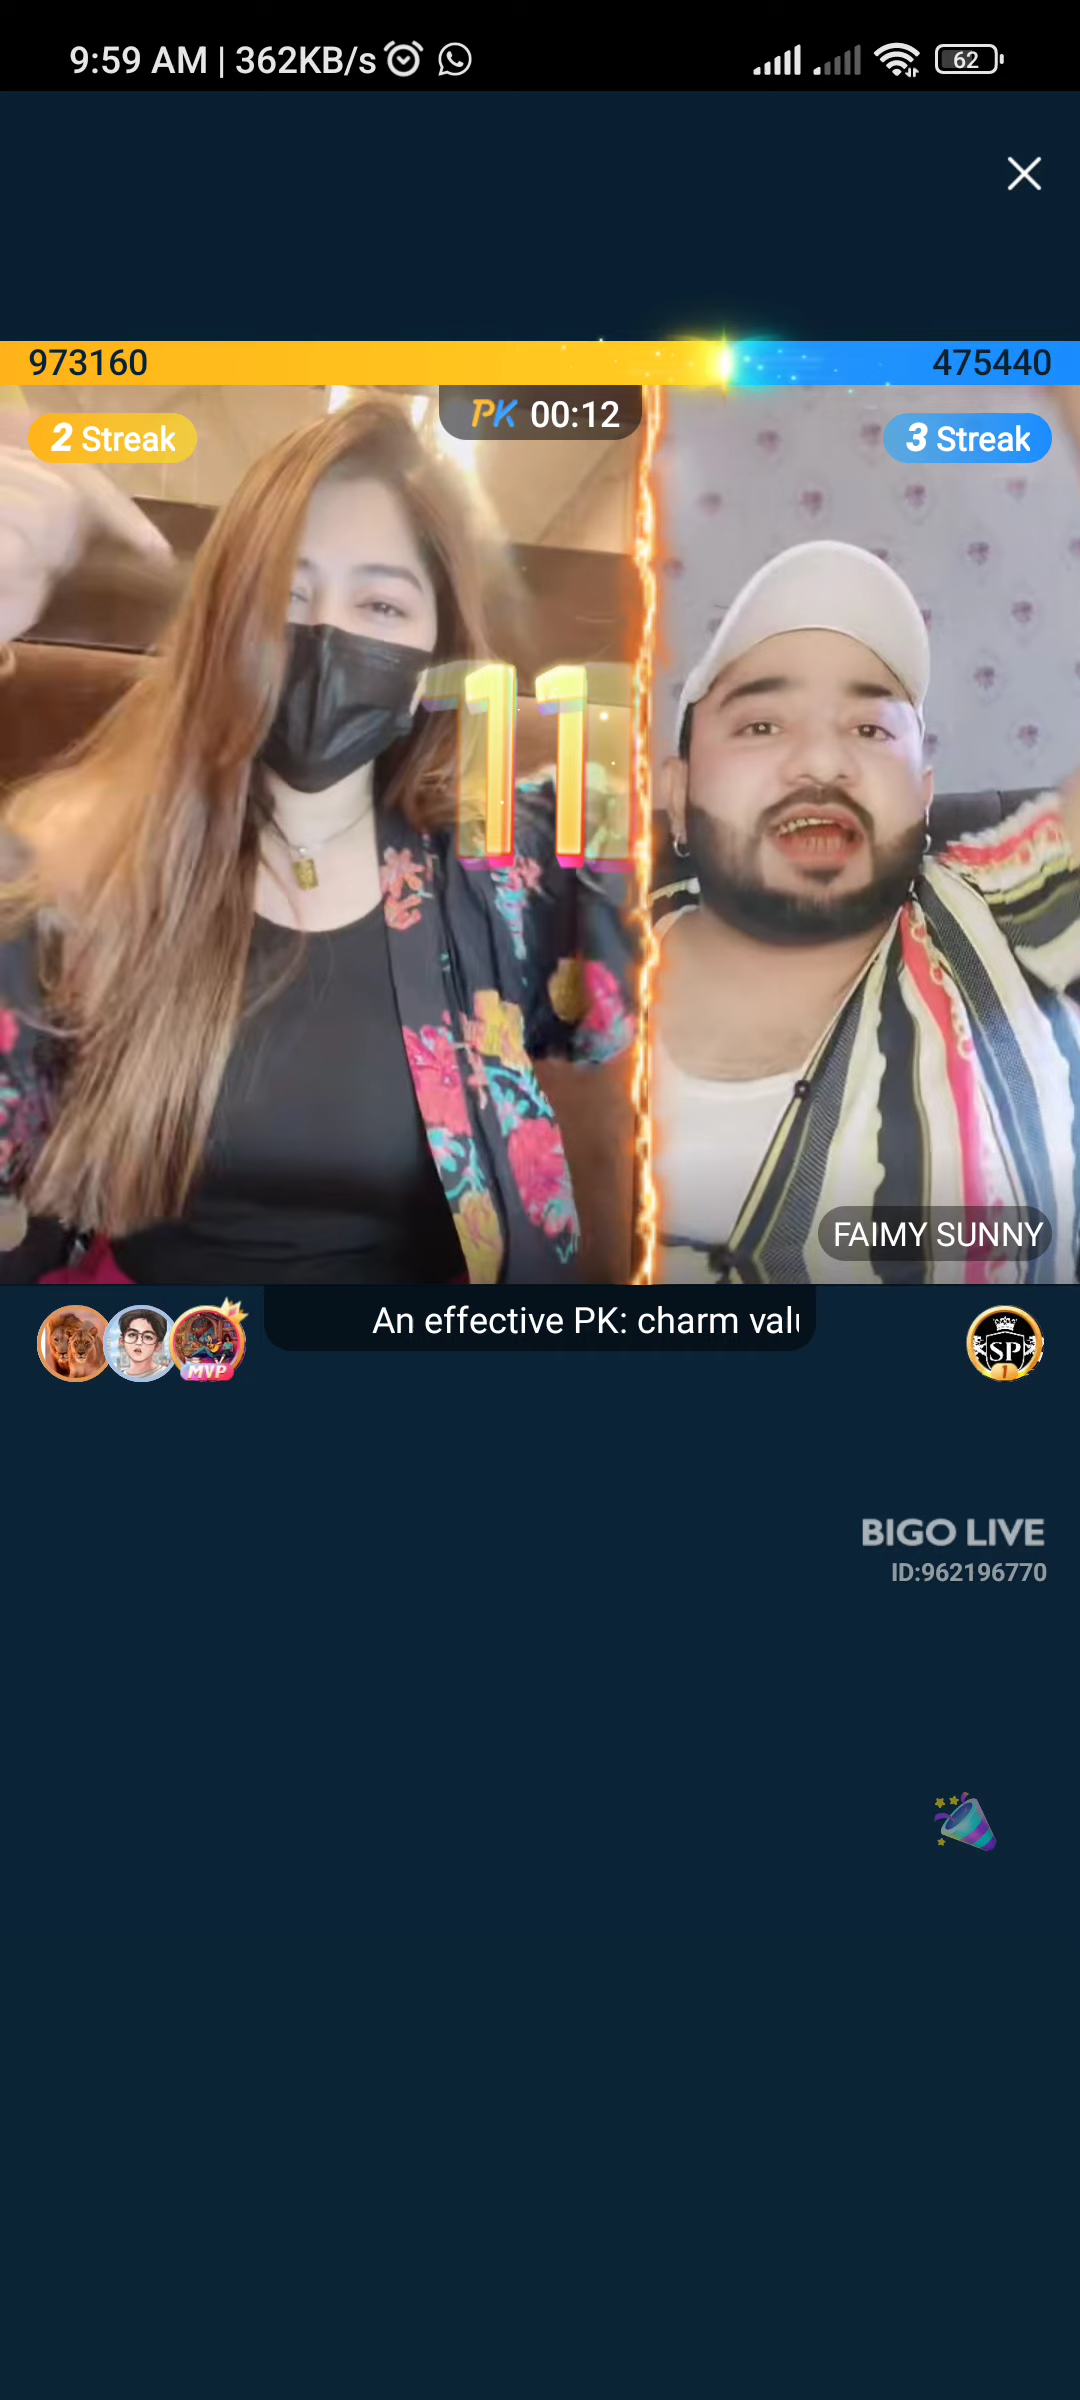 9:59 AM | 362KB/s
62
973160
475440
PK 00:12
2 Streak
3 Streak
11
FAIMY SUNNY
An effective PK: charm val
MVP
SP
1
BIGO LIVE
ID:962196770